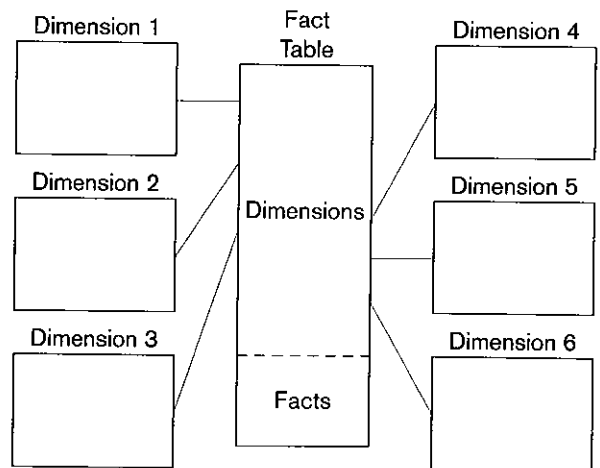 Dimension 1
Fact
Table
Dimension 4
Dimension 2
Dimensions
Dimension 5
Dimension 3
Dimension 6
Facts